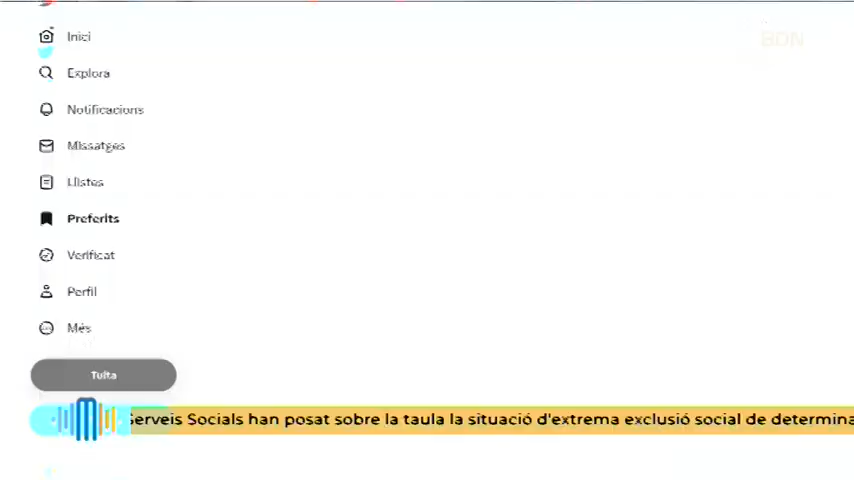 BDN
Inici
Explora
Notificacions
Missatges
Llistes
Preferits
Verificat
Perfil
Més
Tuita
Serveis Socials han posat sobre la taula la situació d'extrema exclusió social de determina